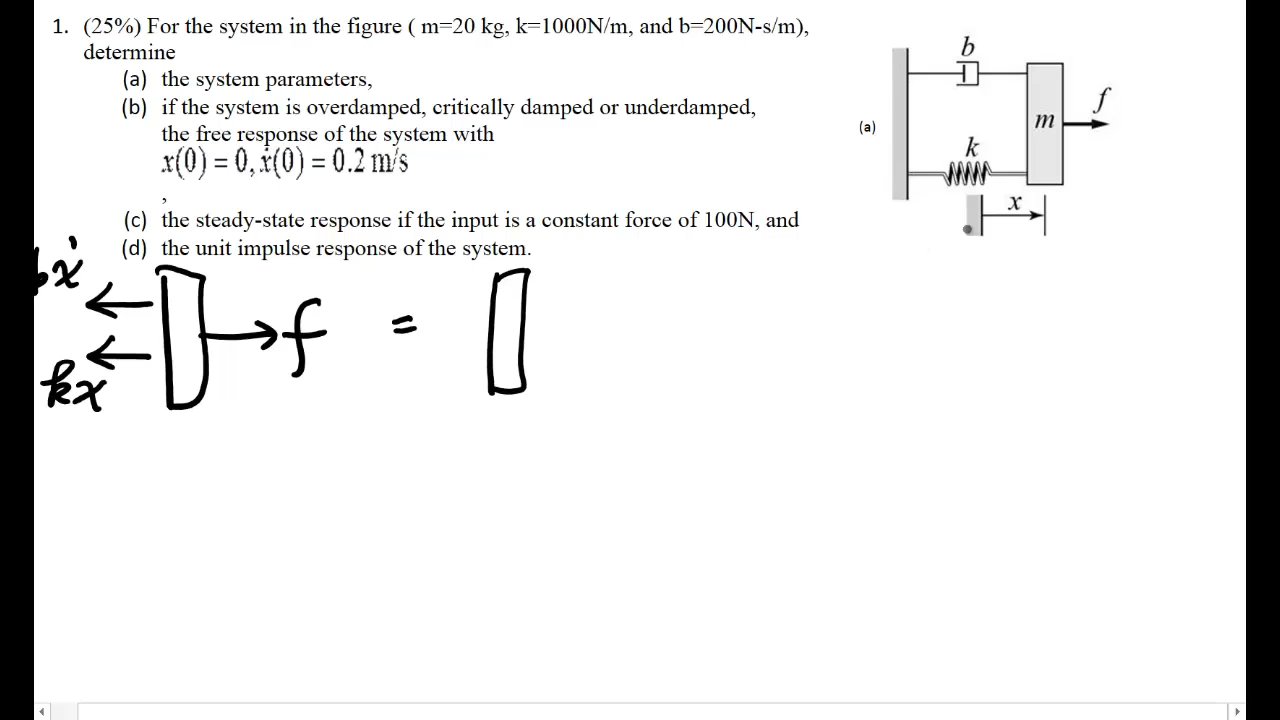 1. (25%) For the system in the figure ( m=20 kg, k=1000N/m, and b=200N-s/m),
determine
(a) the system parameters,
(b) if the system is overdamped, critically damped or underdamped,
the free response of the system with
x(0) = 0, ẋ(0) = 0.2 m/s
,
(c) the steady-state response if the input is a constant force of 100N, and
(d) the unit impulse response of the system.
(a)
b
m
f
k
x
bẋ
kx
f
=